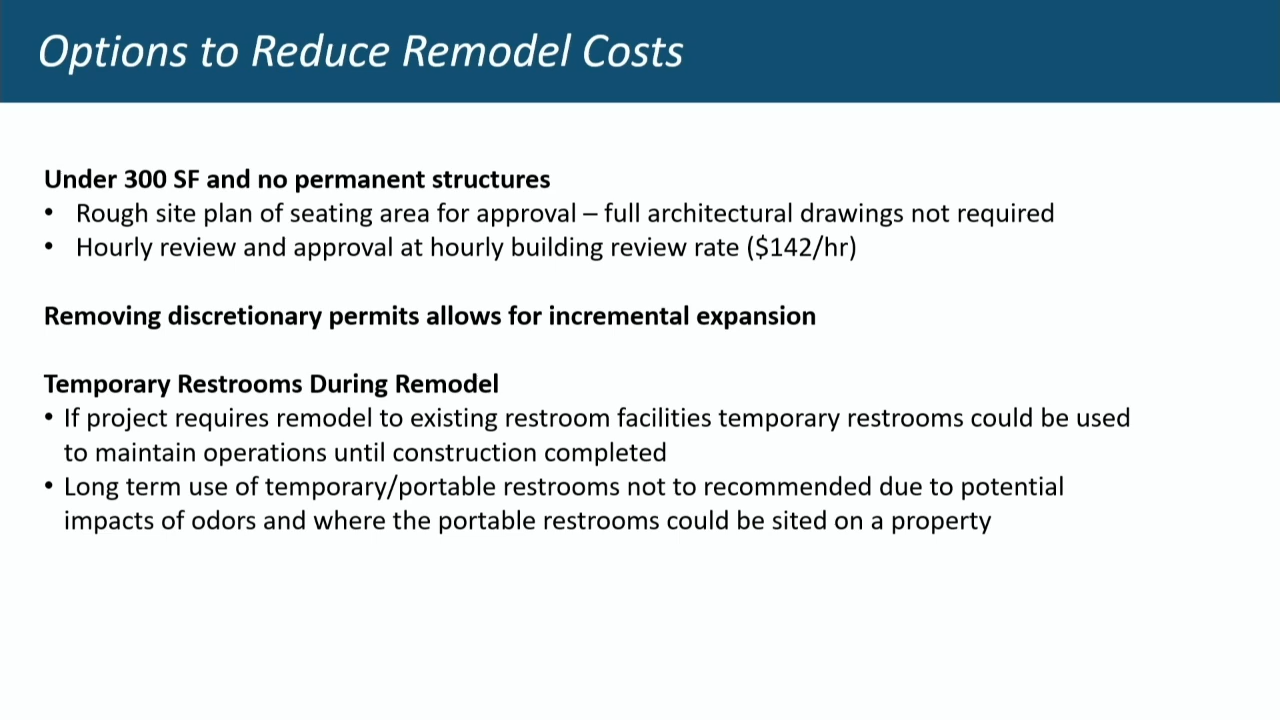 Options to Reduce Remodel Costs
Under 300 SF and no permanent structures
• Rough site plan of seating area for approval – full architectural drawings not required
• Hourly review and approval at hourly building review rate ($142/hr)
Removing discretionary permits allows for incremental expansion
Temporary Restrooms During Remodel
• If project requires remodel to existing restroom facilities temporary restrooms could be used
to maintain operations until construction completed
• Long term use of temporary/portable restrooms not to recommended due to potential
impacts of odors and where the portable restrooms could be sited on a property